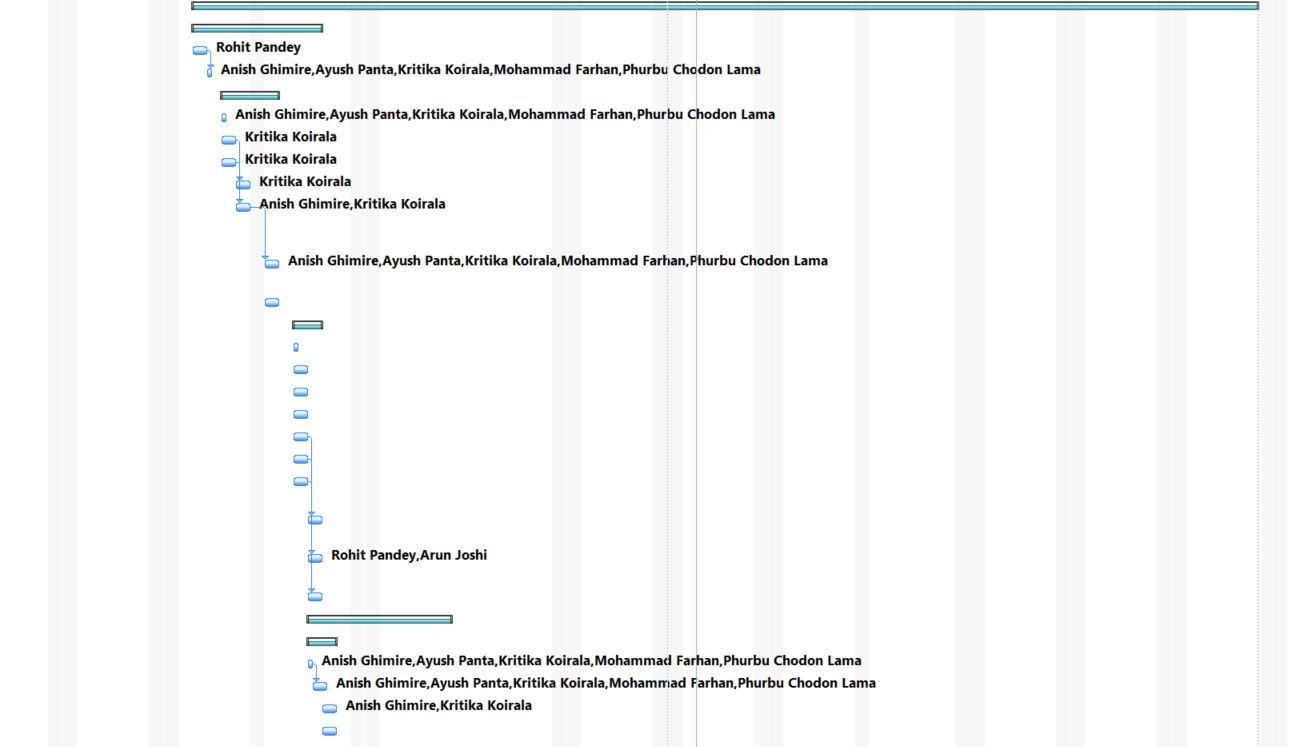 Rohit Pandey
Anish Ghimire,Ayush Panta,Kritika Koirala,Mohammad Farhan,Phurbu Chodon Lama
Anish Ghimire,Ayush Panta,Kritika Koirala,Mohammad Farhan,Phurbu Chodon Lama
Kritika Koirala
Kritika Koirala
Kritika Koirala
Anish Ghimire,Kritika Koirala
Anish Ghimire,Ayush Panta,Kritika Koirala,Mohammad Farhan,Phurbu Chodon Lama
Rohit Pandey,Arun Joshi
Anish Ghimire,Ayush Panta,Kritika Koirala,Mohammad Farhan,Phurbu Chodon Lama
Anish Ghimire,Ayush Panta,Kritika Koirala,Mohammad Farhan,Phurbu Chodon Lama
Anish Ghimire,Kritika Koirala